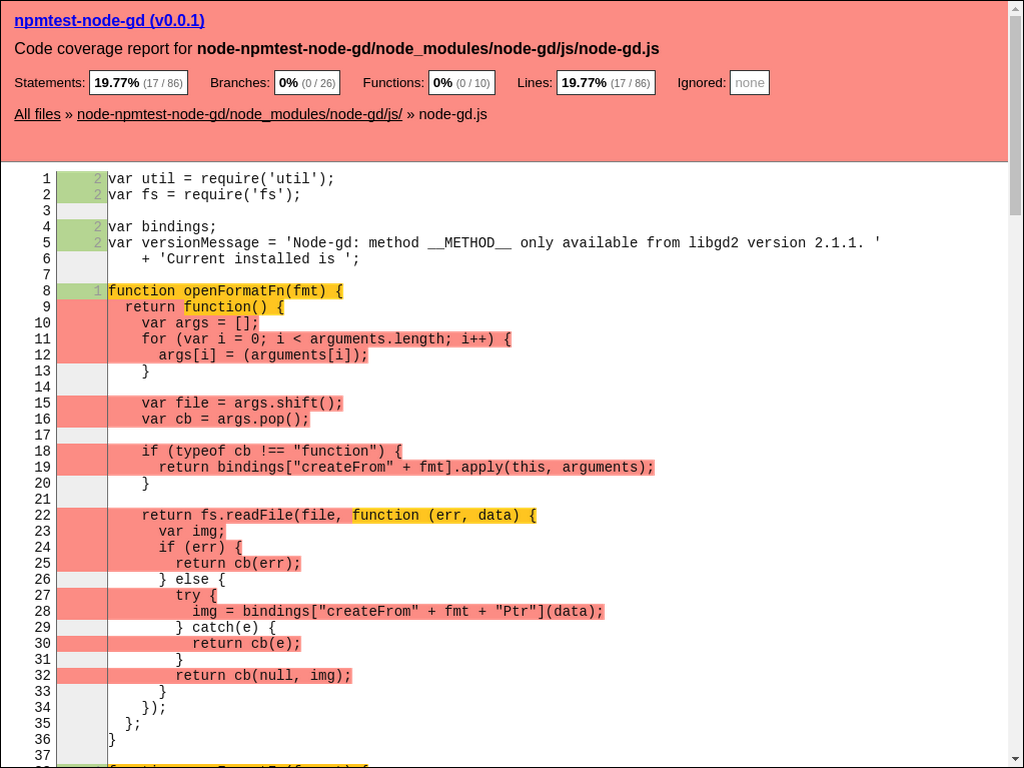 npmtest-node-gd (v0.0.1)
Code coverage report for node-npmtest-node-gd/node_modules/node-gd/js/node-gd.js
Statements: 19.77% (17 / 86) Branches: 0% (0 / 26) Functions: 0% (0 / 10) Lines: 19.77% (17 / 86) Ignored: none
All files » node-npmtest-node-gd/node_modules/node-gd/js/ » node-gd.js
1 2 var util = require('util');
2 2 var fs = require('fs');
3
4 2 var bindings;
5 2 var versionMessage = 'Node-gd: method __METHOD__ only available from libgd2 version 2.1.1. '
6     + 'Current installed is ';
7
8 1 function openFormatFn(fmt) {
9   return function() {
10     var args = [];
11     for (var i = 0; i < arguments.length; i++) {
12       args[i] = (arguments[i]);
13     }
14
15     var file = args.shift();
16     var cb = args.pop();
17
18     if (typeof cb !== "function") {
19       return bindings["createFrom" + fmt].apply(this, arguments);
20     }
21
22     return fs.readFile(file, function (err, data) {
23       var img;
24       if (err) {
25         return cb(err);
26       } else {
27         try {
28           img = bindings["createFrom" + fmt + "Ptr"](data);
29         } catch(e) {
30           return cb(e);
31         }
32         return cb(null, img);
33       }
34     });
35   };
36 }
37